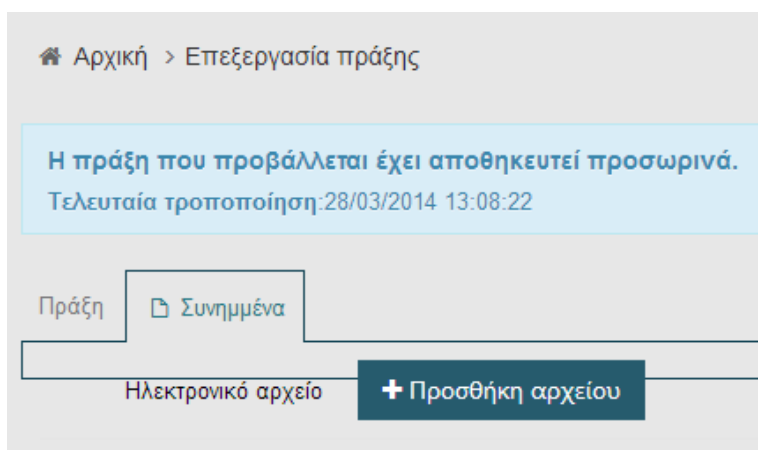 Αρχική > Επεξεργασία πράξης
Η πράξη που προβάλλεται έχει αποθηκευτεί προσωρινά.
Τελευταία τροποποίηση:28/03/2014 13:08:22
Πράξη Συνημμένα
Ηλεκτρονικό αρχείο + Προσθήκη αρχείου